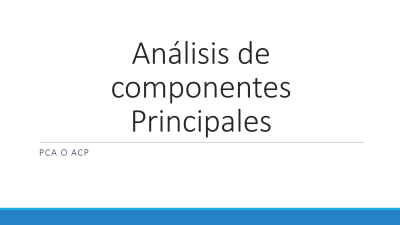 Análisis de
componentes
Principales
PCA O ACP